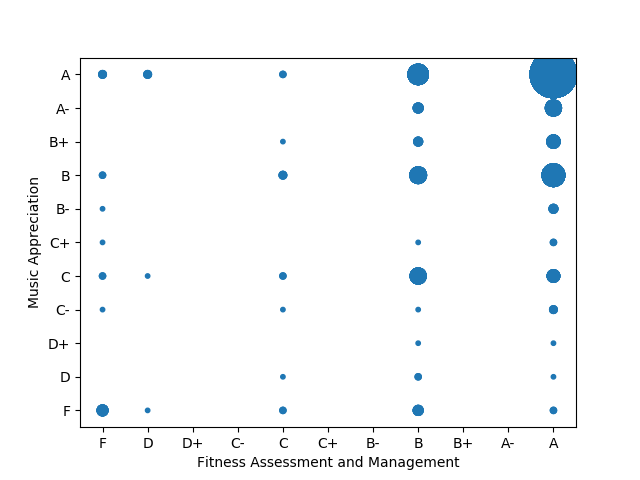 Music Appreciation
A
A-
B+
B
B-
C+
C
C-
D+
D
F
F D D+ C- C C+ B- B B+ A- A
Fitness Assessment and Management